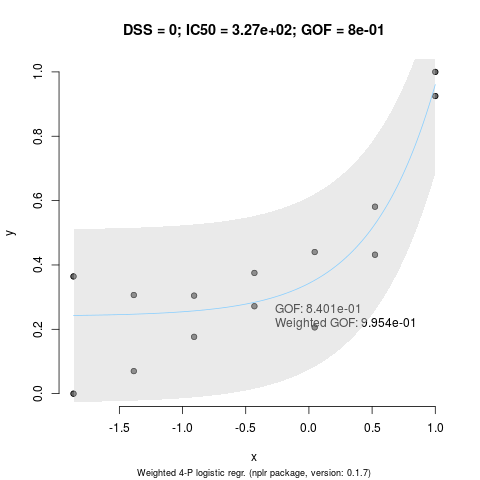 DSS = 0; IC50 = 3.27e+02; GOF = 8e-01
1.0
0.8
0.6
y
0.4
GOF: 8.401e-01
Weighted GOF: 9.954e-01
0.2
0.0
-1.5 -1.0 -0.5 0.0 0.5 1.0
x
Weighted 4-P logistic regr. (nplr package, version: 0.1.7)